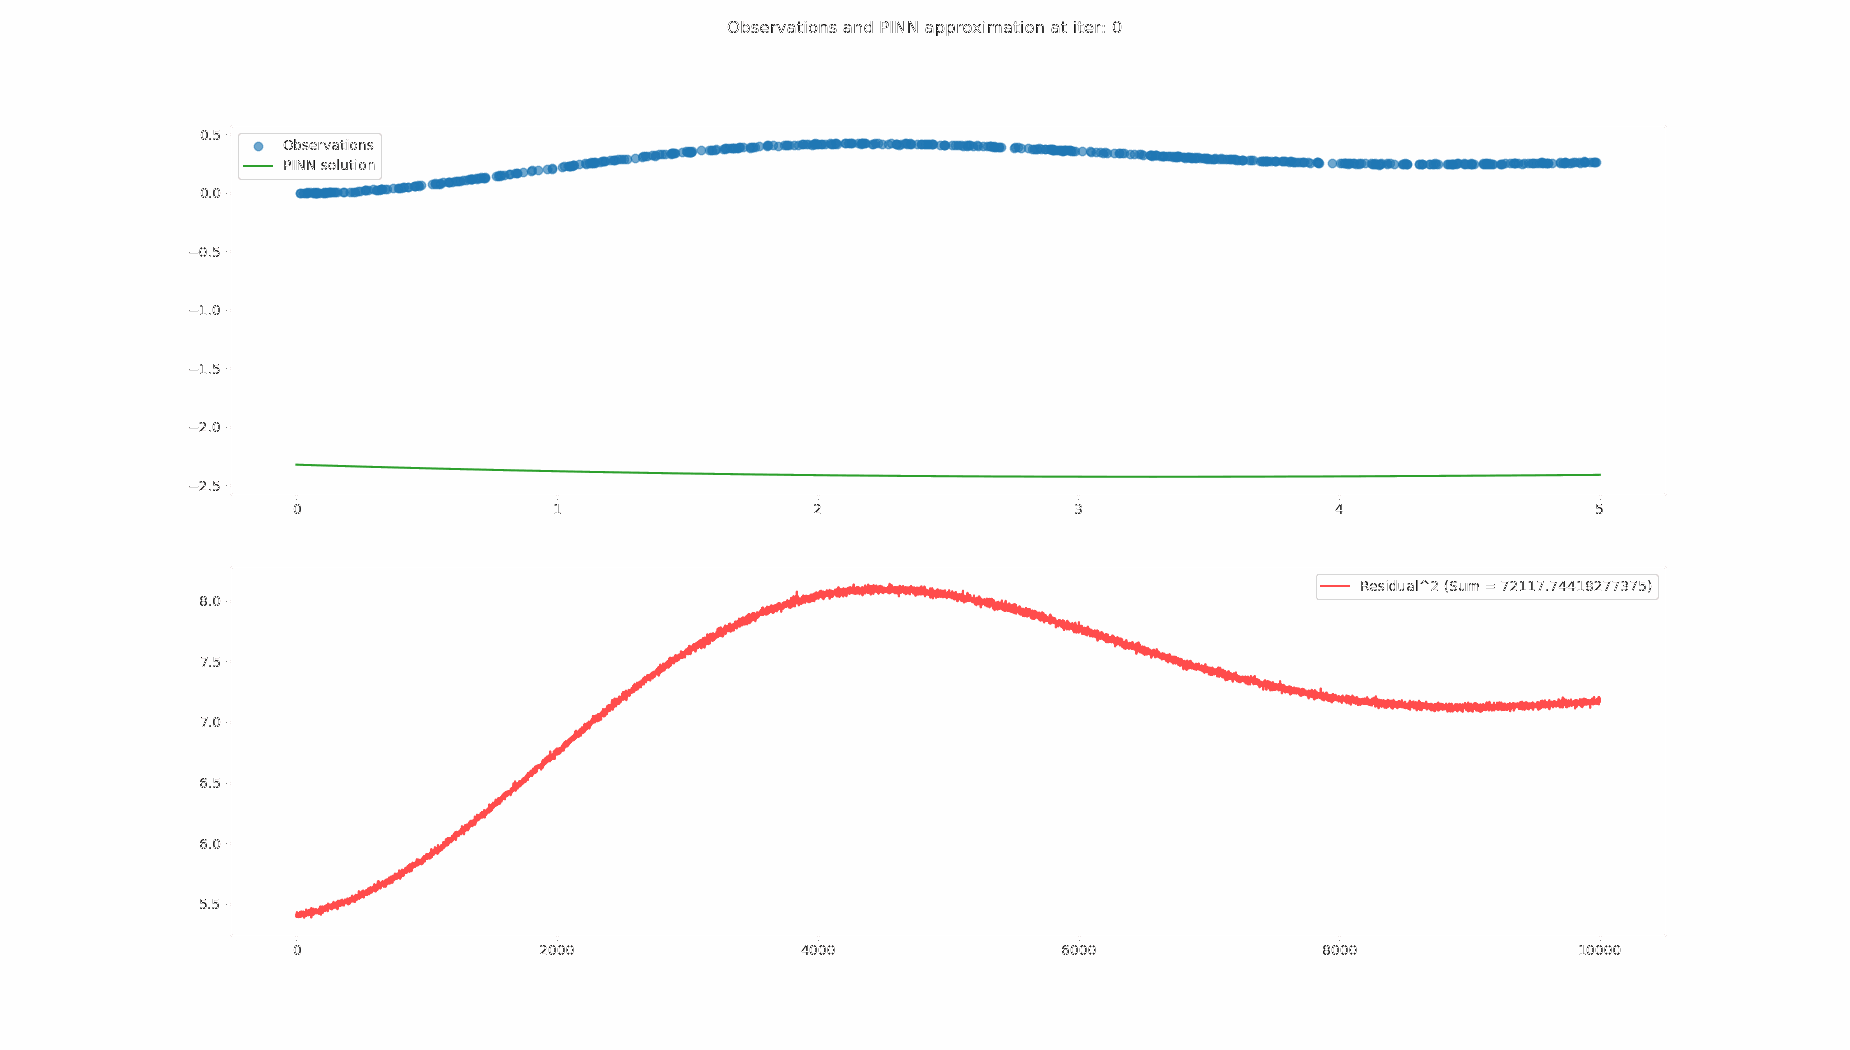 Observations and PINN approximation at iter: 0
0.5
Observations
PINN solution
0.0
−0.5
−1.0
−1.5
−2.0
−2.5
0 1 2 3 4 5
Residual^2 (Sum = 72117.74418277375)
8.0
7.5
7.0
6.5
6.0
5.5
0 2000 4000 6000 8000 10000